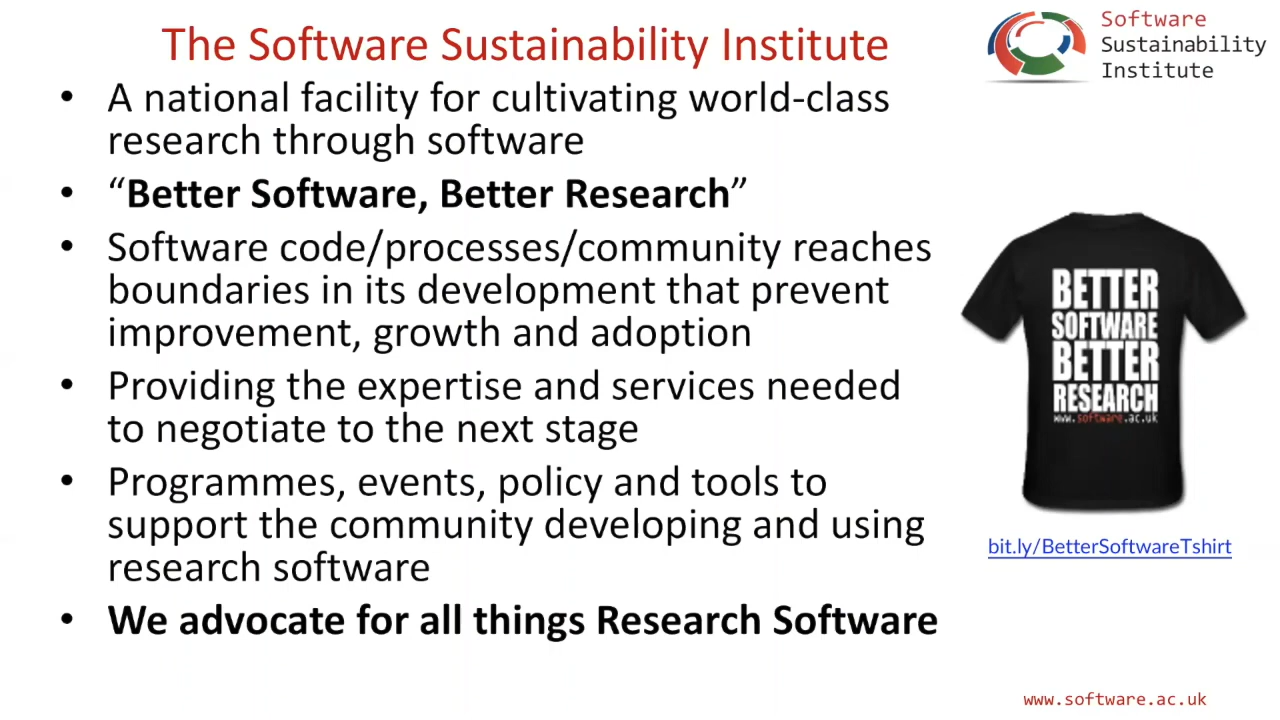 The Software Sustainability Institute
Software
Sustainability
Institute
• A national facility for cultivating world-class
research through software
• “Better Software, Better Research”
• Software code/processes/community reaches
boundaries in its development that prevent
improvement, growth and adoption
• Providing the expertise and services needed
to negotiate to the next stage
• Programmes, events, policy and tools to
support the community developing and using
research software
• We advocate for all things Research Software
BETTER
SOFTWARE
BETTER
RESEARCH
www.software.ac.uk
bit.ly/BetterSoftwareTshirt
www.software.ac.uk